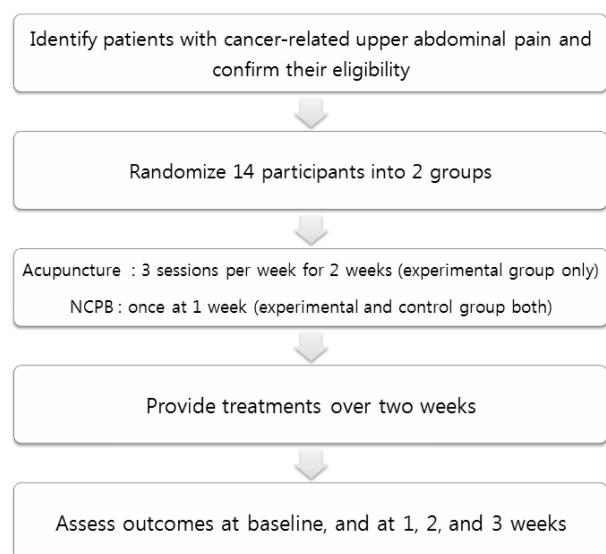 Identify patients with cancer-related upper abdominal pain and
confirm their eligibility
Randomize 14 participants into 2 groups
Acupuncture : 3 sessions per week for 2 weeks (experimental group only)
NCPB : once at 1 week (experimental and control group both)
Provide treatments over two weeks
Assess outcomes at baseline, and at 1, 2, and 3 weeks